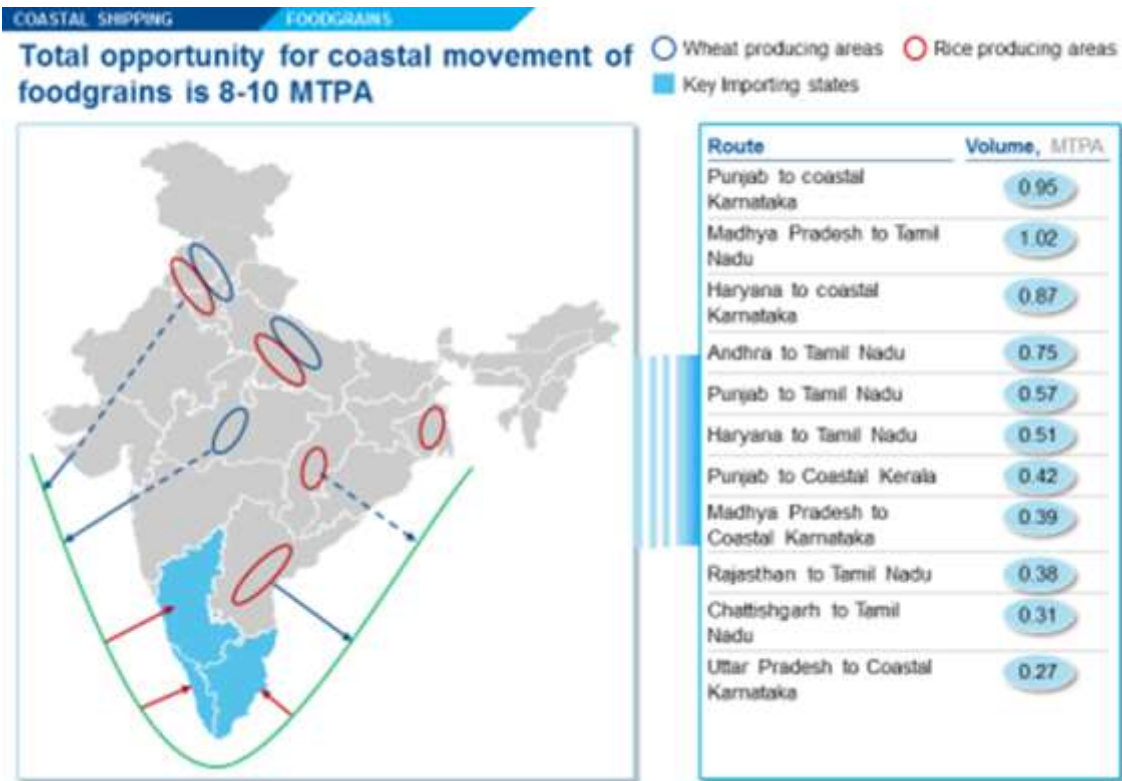 COASTAL SHIPPING
FOODGRAINS
Total opportunity for coastal movement of
foodgrains is 8-10 MTPA
Wheat producing areas
Rice producing areas
Key Importing states
Route
Volume, MTPA
Punjab to coastal
Karnataka
0.95
Madhya Pradesh to Tamil
Nadu
1.02
Haryana to coastal
Karnataka
0.87
Andhra to Tamil Nadu
0.75
Punjab to Tamil Nadu
0.57
Haryana to Tamil Nadu
0.51
Punjab to Coastal Kerala
0.42
Madhya Pradesh to
Coastal Karnataka
0.39
Rajasthan to Tamil Nadu
0.38
Chattishgarh to Tamil
Nadu
0.31
Uttar Pradesh to Coastal
Karnataka
0.27